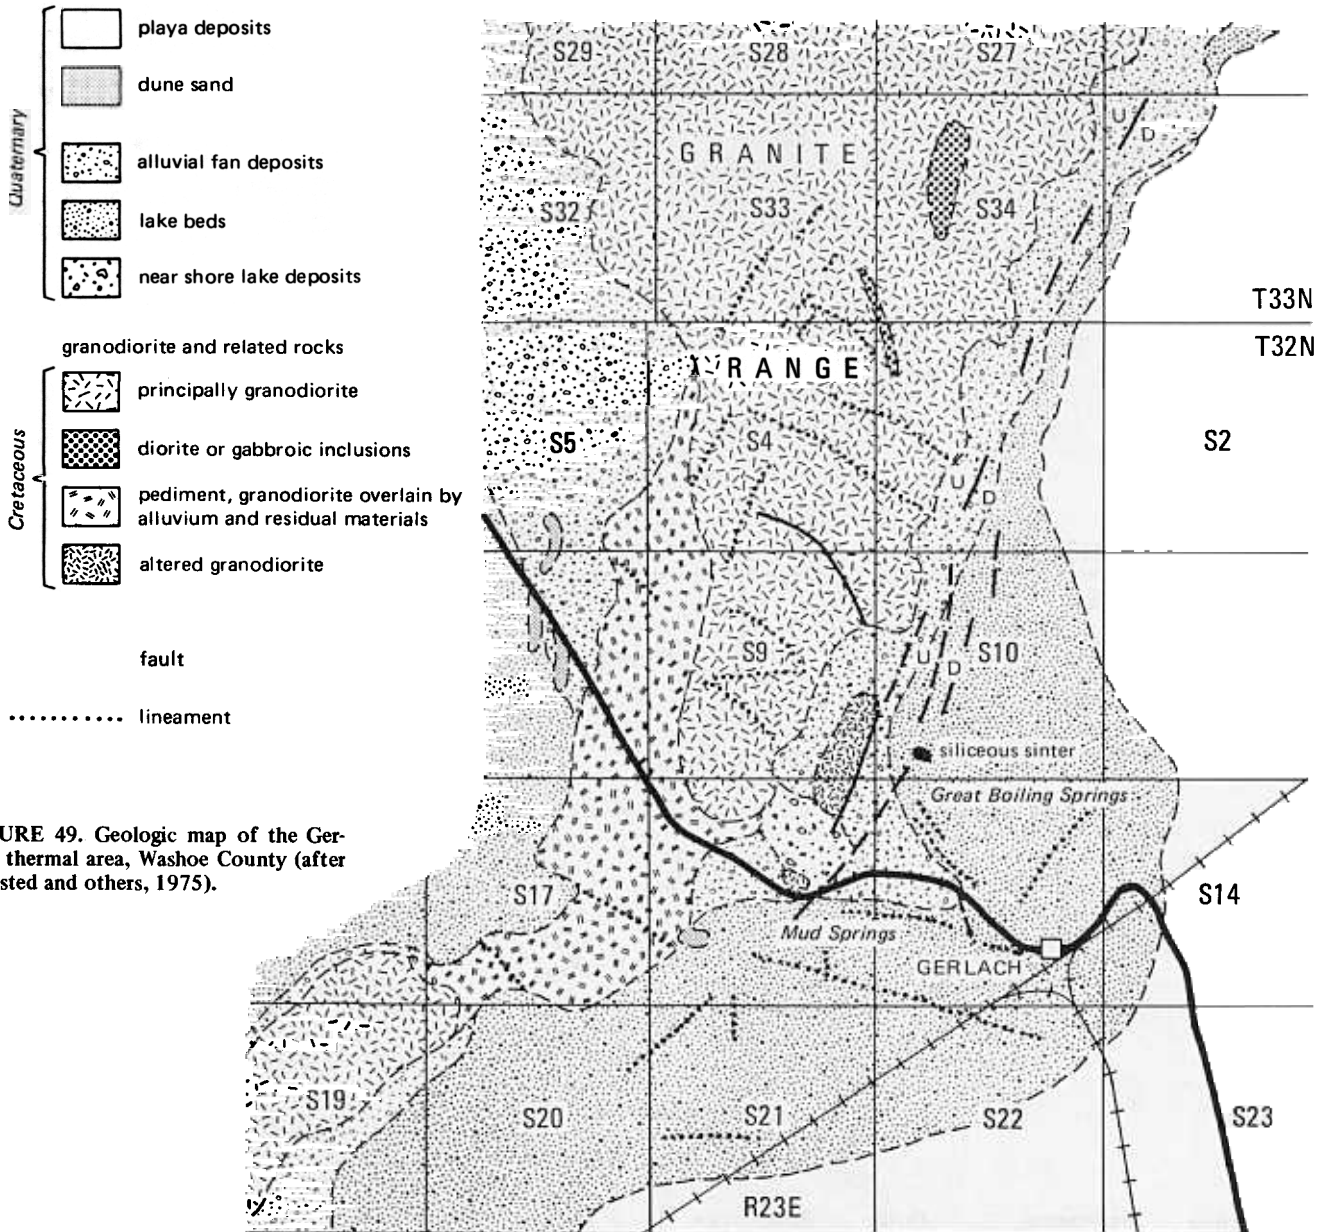 Quaternary
playa deposits
dune sand
alluvial fan deposits
lake beds
near shore lake deposits
granodiorite and related rocks
Cretaceous
principally granodiorite
diorite or gabbroic inclusions
pediment, granodiorite overlain by
alluvium and residual materials
altered granodiorite
fault
lineament
URE 49. Geologic map of the Ger-
thermal area, Washoe County (after
sted and others, 1975).
S29
S28
S27
U
D
GRANITE
S32
S33
S34
T33N
T32N
RANGE
S5
S4
S2
U
D
S9
U
D
S10
siliceous sinter
Great Boiling Springs
S17
S14
Mud Springs
GERLACH
S19
S20
S21
S22
S23
R23E